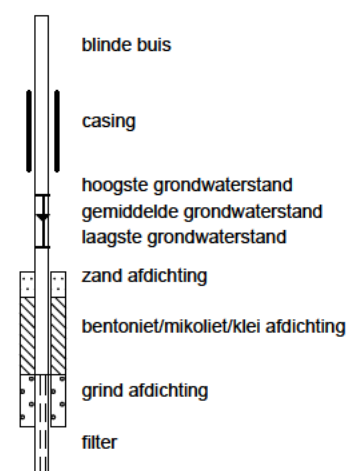 blinde buis
casing
hoogste grondwaterstand
gemiddelde grondwaterstand
laagste grondwaterstand
zand afdichting
bentoniet/mikoliet/klei afdichting
grind afdichting
filter